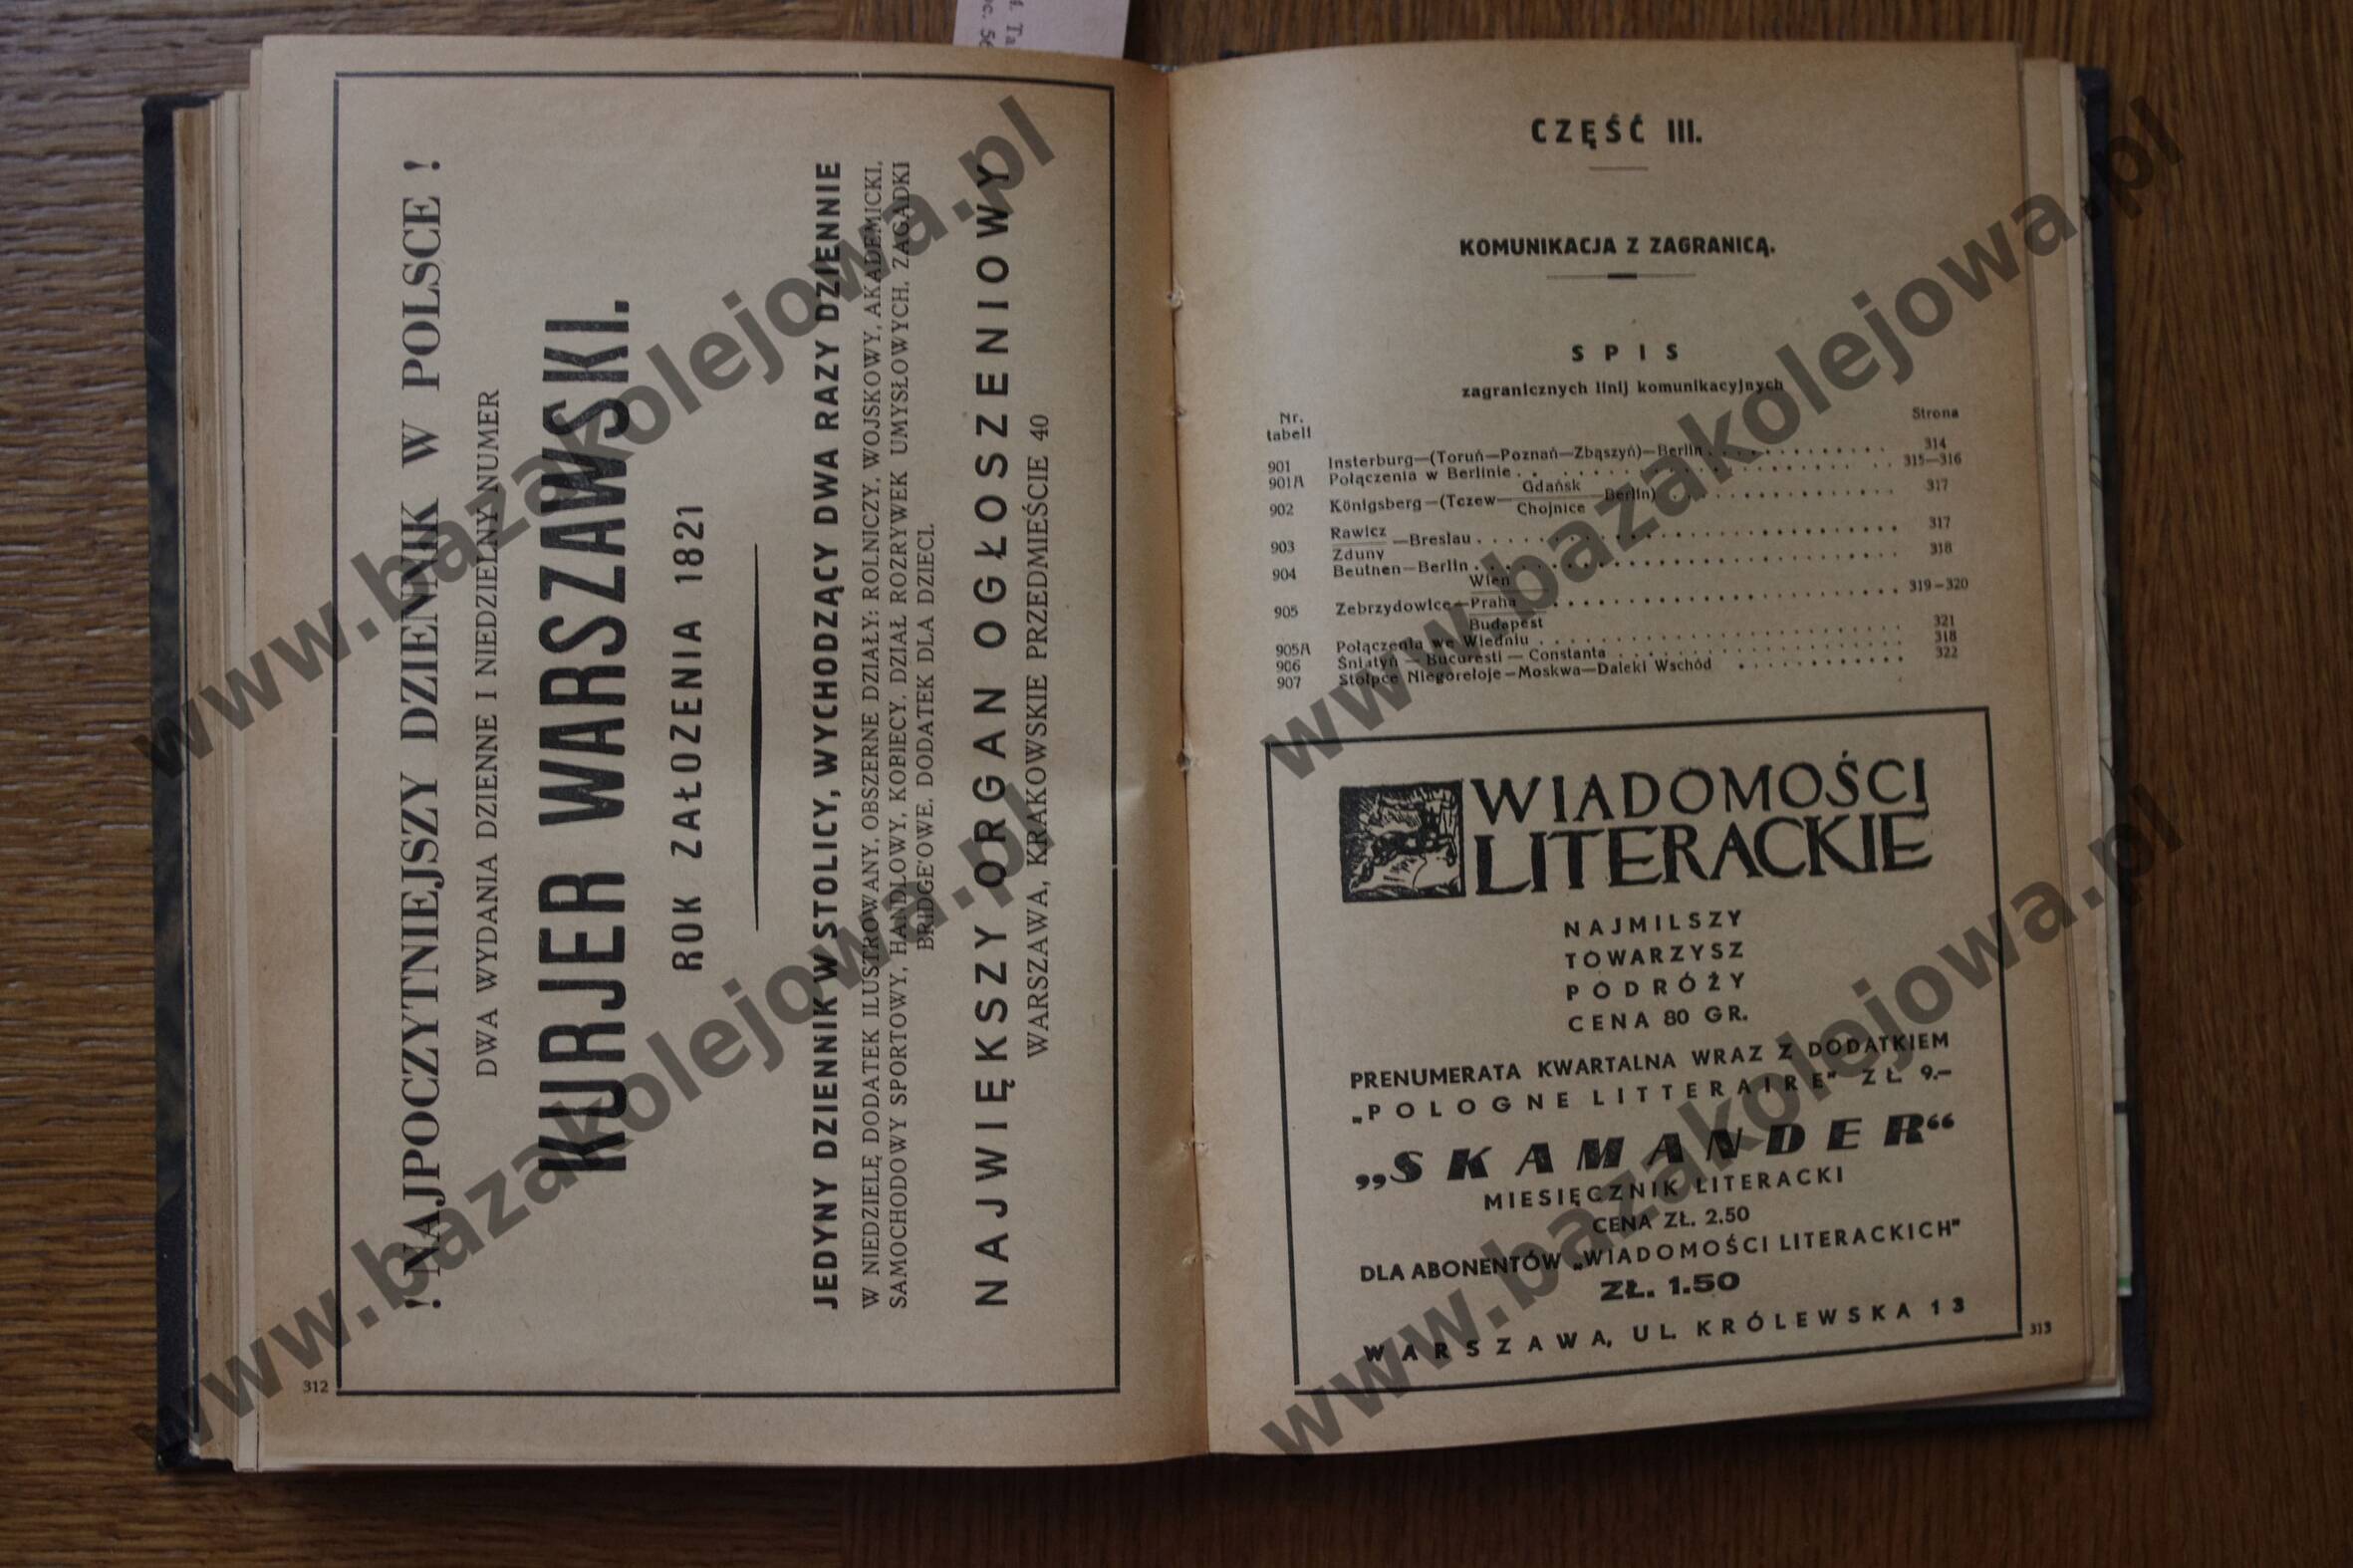 ! NAJPOCZYTNIEJSZY DZIENNIK W POLSCE !
DWA WYDANIA DZIENNE I NIEDZIELNY NUMER
KURJER WARSZAWSKI.
ROK ZAŁOZENIA 1821
JEDYNY DZIENNIK W STOLICY, WYCHODZĄCY DWA RAZY DZIENNIE
W NIEDZIELĘ DODATEK ILUSTROWANY, OBSZERNE DZIAŁY: ROLNICZY, WOJSKOWY, AKADEMICKI,
SAMOCHODOWY SPORTOWY, HANDLOWY, KOBIECY, DZIAŁ ROZRYWEK UMYSŁOWYCH, ZAGADKI
BRIDGE'OWE, DODATEK DLA DZIECI.
NAJWIĘKSZY ORGAN OGŁOSZENIOWY
WARSZAWA, KRAKOWSKIE PRZEDMIEŚCIE 40
312
CZĘŚĆ III.
KOMUNIKACJA Z ZAGRANICĄ.
SPIS
zagranicznych linij komunikacyjnych
Nr. tabell Strona
901 Insterburg—(Toruń—Poznań—Zbąszyń)—Berlin 314
901A Połączenia w Berlinie 315—316
902 Königsberg—(Tczew—Gdańsk Chojnice—Berlin) 317
903 Rawicz Zduny—Breslau 317
904 Beuthen—Berlin 318
905 Zebrzydowice—Wien Praha Budapest 319—320
905A Połączenia we Wiedniu 321
906 Śniatyń — Bucuresti — Constanta 318
907 Stołpce Niegoreloje—Moskwa—Daleki Wschód 322
WIADOMOŚCI
LITERACKIE
NAJMILSZY
TOWARZYSZ
PODRÓŻY
CENA 80 GR.
PRENUMERATA KWARTALNA WRAZ Z DODATKIEM
„POLOGNE LITTERAIRE" ZŁ. 9.—
„SKAMANDER“
MIESIĘCZNIK LITERACKI
CENA ZŁ. 2.50
DLA ABONENTÓW „WIADOMOŚCI LITERACKICH"
ZŁ. 1.50
WARSZAWA, UL. KRÓLEWSKA 13
313
www.bazakolejowa.pl
www.bazakolejowa.pl
www.bazakolejowa.pl
www.bazakolejowa.pl